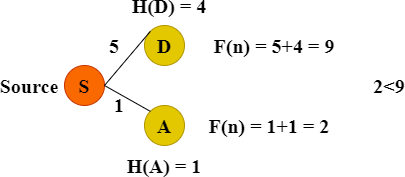 H(D) = 4
5
D
F(n) = 5+4 = 9
Source
S
2<9
1
A
F(n) = 1+1 = 2
H(A) = 1